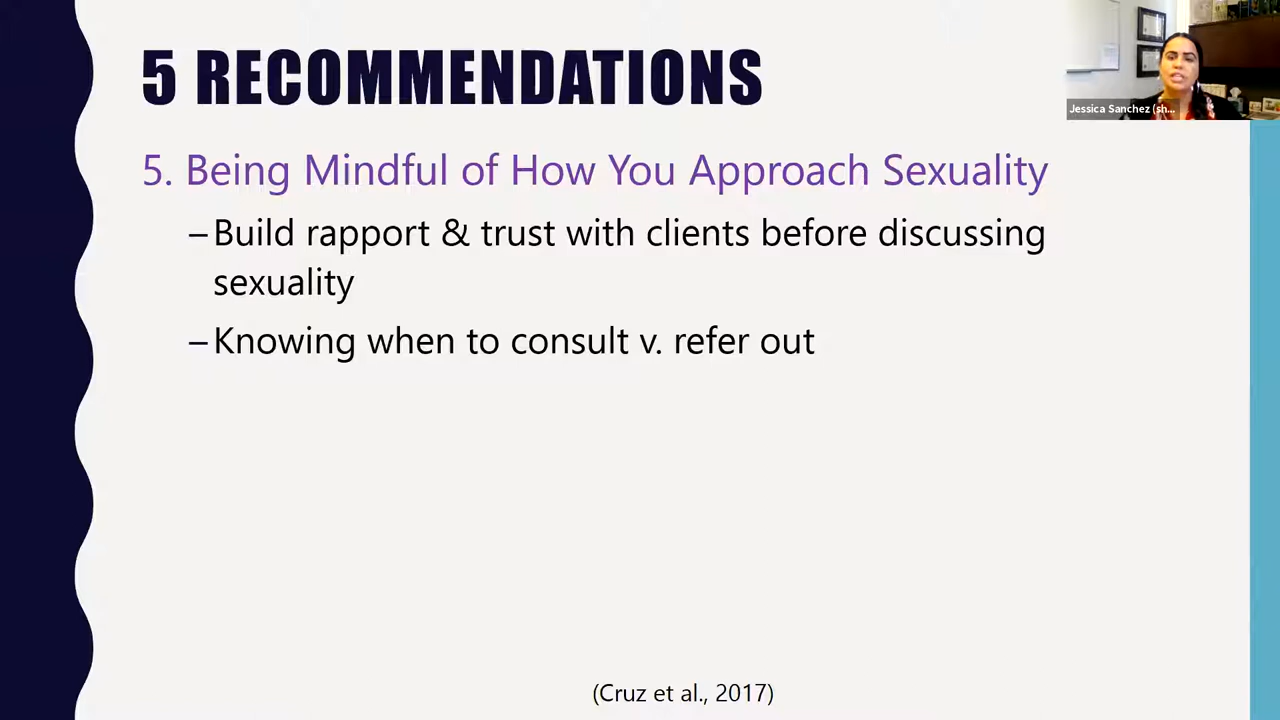 5 RECOMMENDATIONS
Jessica Sanchez (sh...
5. Being Mindful of How You Approach Sexuality
–Build rapport & trust with clients before discussing
sexuality
–Knowing when to consult v. refer out
(Cruz et al., 2017)